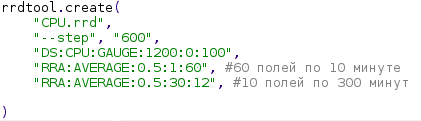 rrdtool.create(
"CPU.rrd",
"--step", "600",
"DS:CPU:GAUGE:1200:0:100",
"RRA:AVERAGE:0.5:1:60", #60 полей по 10 минуте
"RRA:AVERAGE:0.5:30:12", #10 полей по 300 минут
)